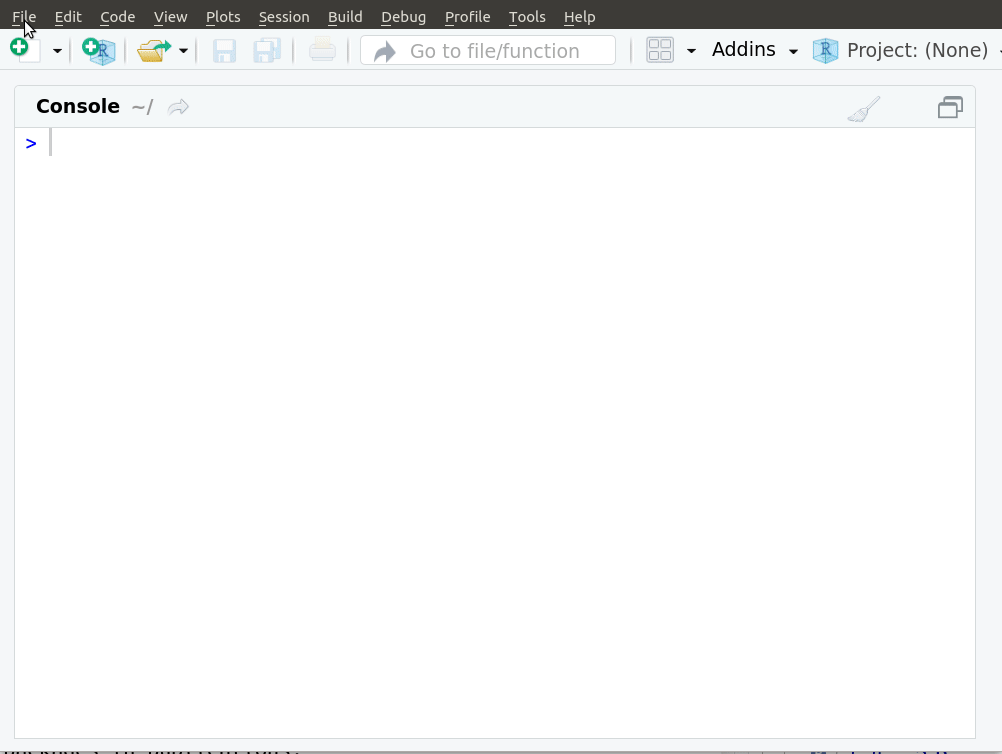 File Edit Code View Plots Session Build Debug Profile Tools Help
Go to file/function Addins R Project: (None)
Console ~/
>